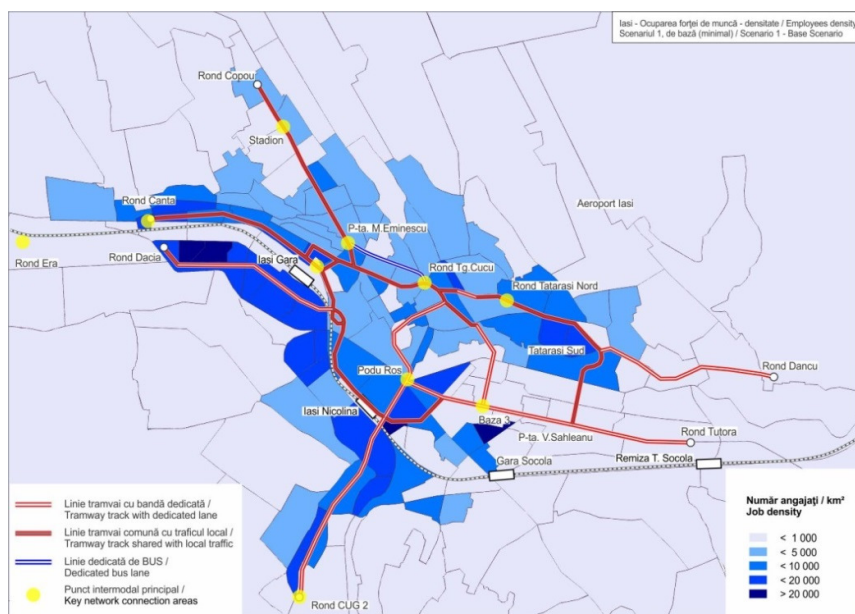 Iasi - Ocuparea forţei de muncă - densitate / Employees density
Scenariul 1, de bază (minimal) / Scenario 1 - Base Scenario
Rond Copou
Stadion
Aeroport Iasi
Rond Canta
P-ta. M.Eminescu
Rond Era
Rond Dacia
Iasi Gara
Rond Tg.Cucu
Rond Tatarasi Nord
Tatarasi Sud
Rond Dancu
Podu Ros
Iasi Nicolina
Baza 3
P-ta. V.Sahleanu
Rond Tutora
Gara Socola
Remiza T. Socola
Rond CUG 2
Linie tramvai cu bandă dedicată /
Tramway track with dedicated lane
Linie tramvai comună cu traficul local /
Tramway track shared with local traffic
Linie dedicată de BUS /
Dedicated bus lane
Punct intermodal principal /
Key network connection areas
Număr angajaţi / km²
Job density
< 1 000
< 5 000
< 10 000
< 20 000
> 20 000